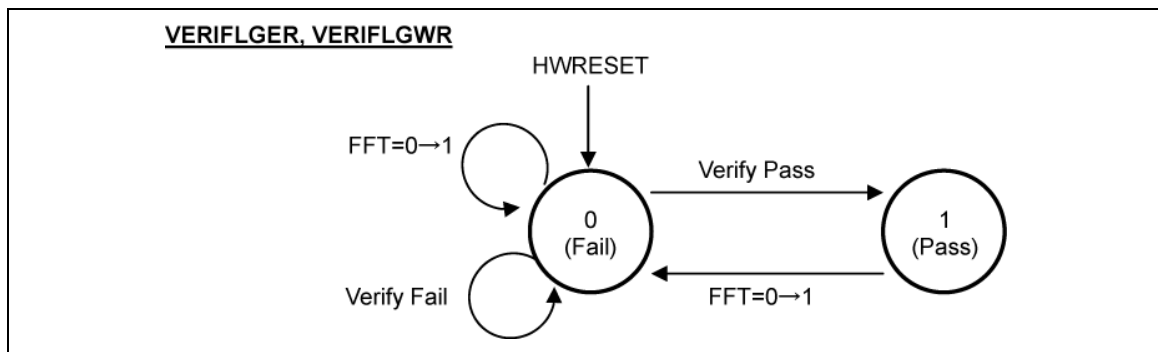 VERIFLGER, VERIFLGWR
HWRESET
FFT=0→1
Verify Pass
0
(Fail)
1
(Pass)
Verify Fail
FFT=0→1